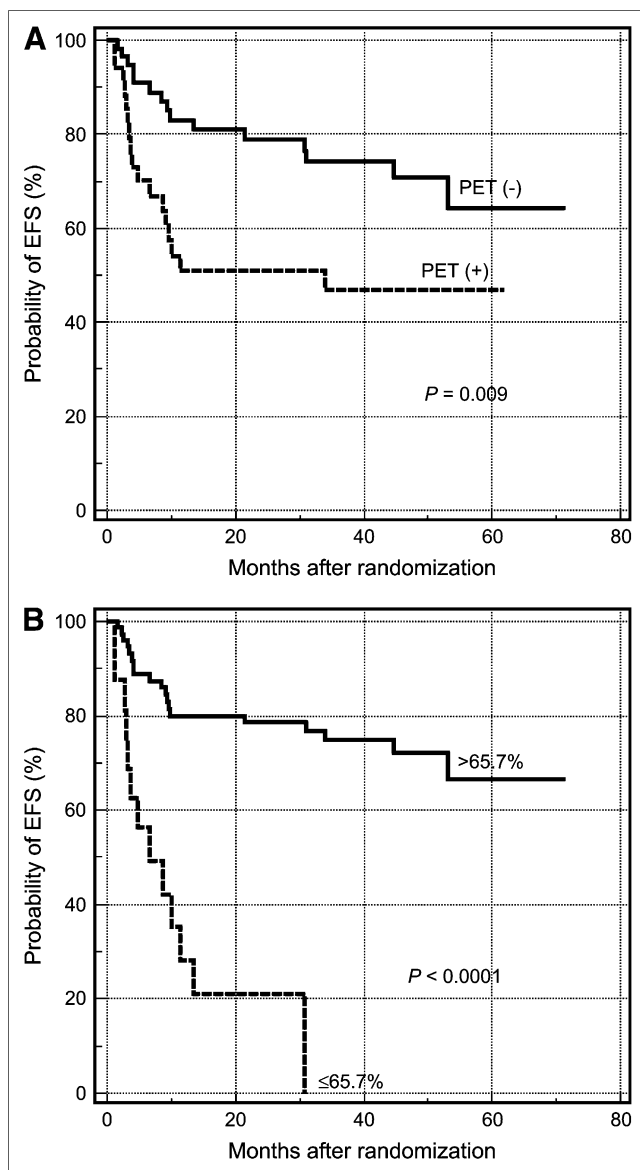 A
100
80
60
40
20
0
Probability of EFS (%)
PET (-)
PET (+)
P = 0.009
0 20 40 60 80
Months after randomization
B
100
80
60
40
20
0
Probability of EFS (%)
>65.7%
P < 0.0001
≤65.7%
0 20 40 60 80
Months after randomization